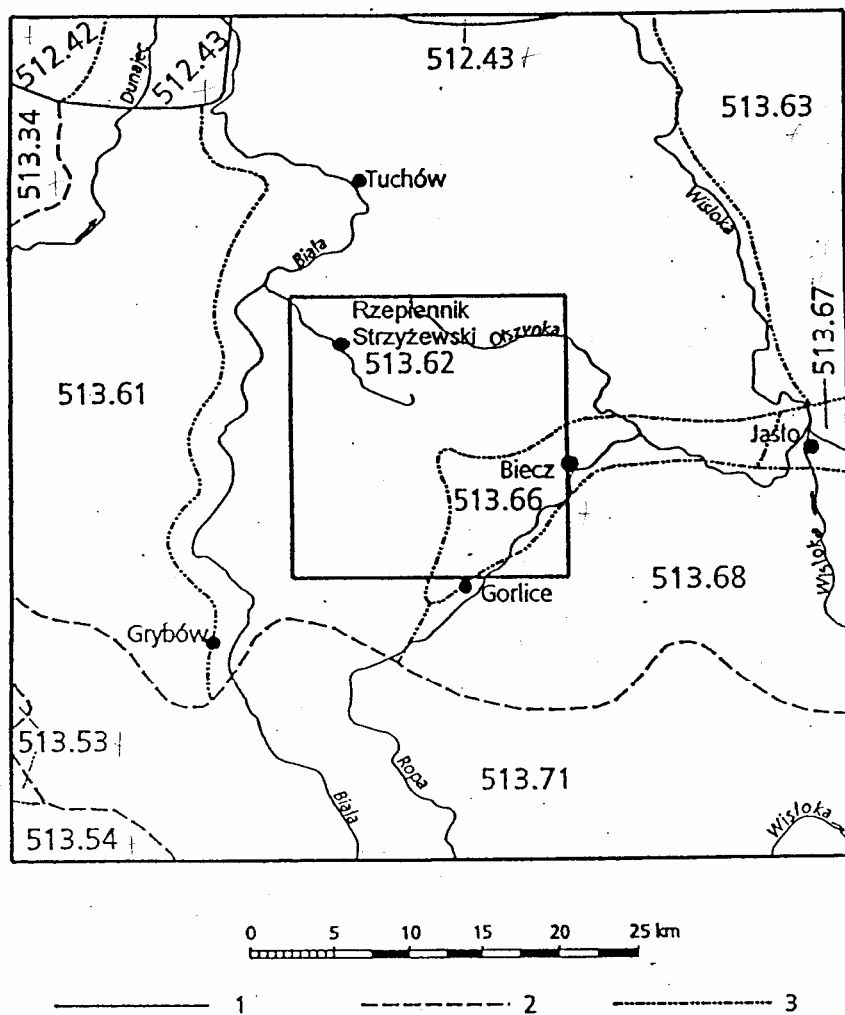 512.42
Dunajec
512.43
512.43
513.63
513.34
Tuchów
Wisłoka
Biała
Rzepiennik
Strzyżewski
Olszynka
513.62
513.67
513.61
Jasło
Biecz
513.66
Wisłoka
513.68
Gorlice
Grybów
513.53
Ropa
513.71
Biała
Wisłoka
513.54
0 5 10 15 20 25 km
1 2 3